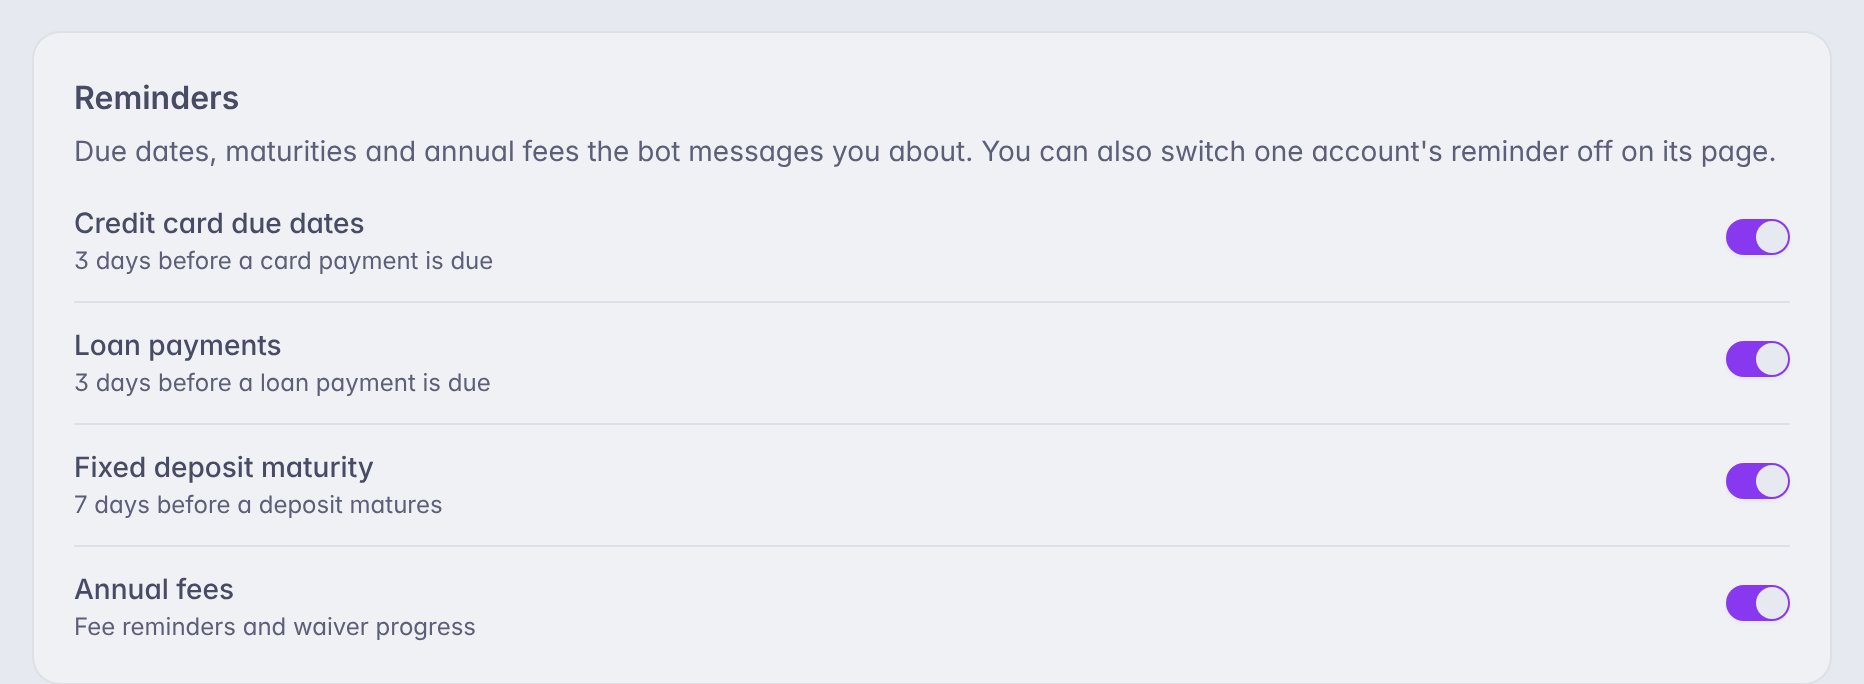 Reminders
Due dates, maturities and annual fees the bot messages you about. You can also switch one account's reminder off on its page.
Credit card due dates
3 days before a card payment is due
Loan payments
3 days before a loan payment is due
Fixed deposit maturity
7 days before a deposit matures
Annual fees
Fee reminders and waiver progress